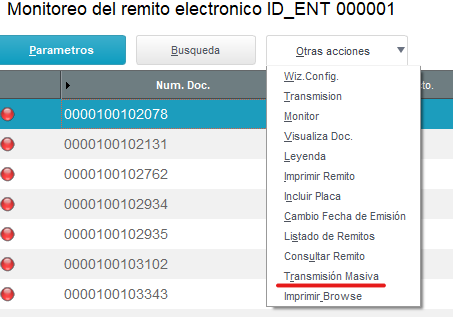 Monitoreo del remito electronico ID_ENT 000001
Parametros
Busqueda
Otras acciones
Num. Doc.
cto.
0000100102078
0000100102131
0000100102762
0000100102934
0000100102935
0000100103102
0000100103343
Wiz.Config.
Transmision
Monitor
Visualiza Doc.
Leyenda
Imprimir Remito
Incluir Placa
Cambio Fecha de Emisión
Listado de Remitos
Consultar Remito
Transmisión Masiva
Imprimir Browse